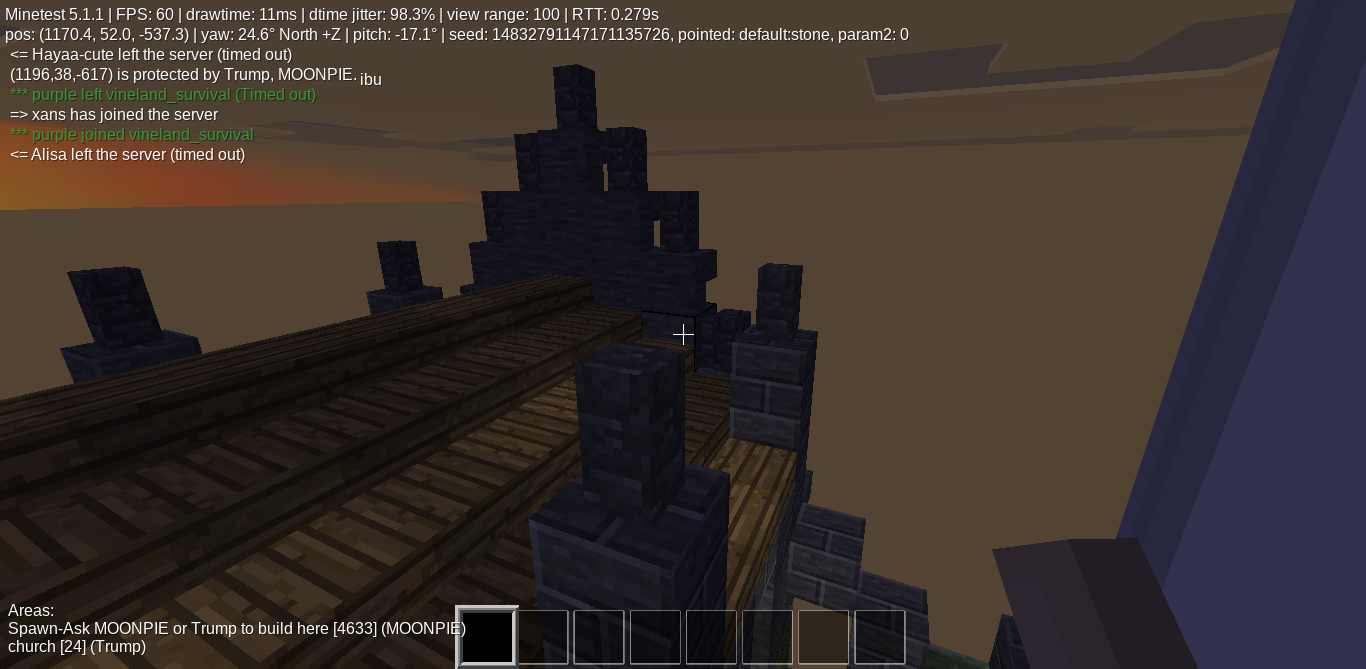 Minetest 5.1.1 | FPS: 60 | drawtime: 11ms | dtime jitter: 98.3% | view range: 100 | RTT: 0.279s
pos: (1170.4, 52.0, -537.3) | yaw: 24.6° North +Z | pitch: -17.1° | seed: 14832791147171135726, pointed: default:stone, param2: 0
<= Hayaa-cute left the server (timed out)
(1196,38,-617) is protected by Trump, MOONPIE.
ibu
*** purple left vineland_survival (Timed out)
=> xans has joined the server
*** purple joined vineland_survival
<= Alisa left the server (timed out)
Areas:
Spawn-Ask MOONPIE or Trump to build here [4633] (MOONPIE)
church [24] (Trump)